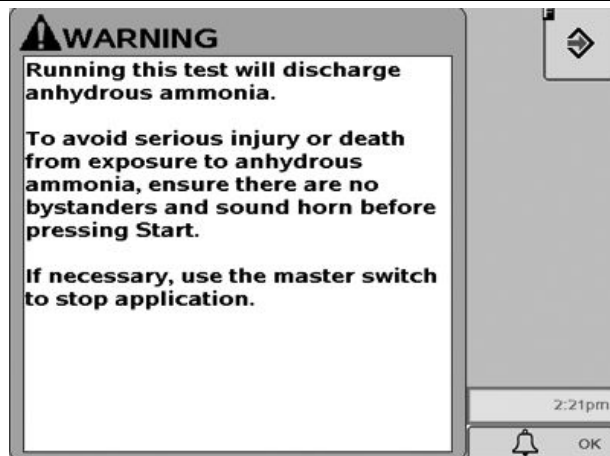 WARNING
Running this test will discharge
anhydrous ammonia.
To avoid serious injury or death
from exposure to anhydrous
ammonia, ensure there are no
bystanders and sound horn before
pressing Start.
If necessary, use the master switch
to stop application.
F
2:21pm
OK